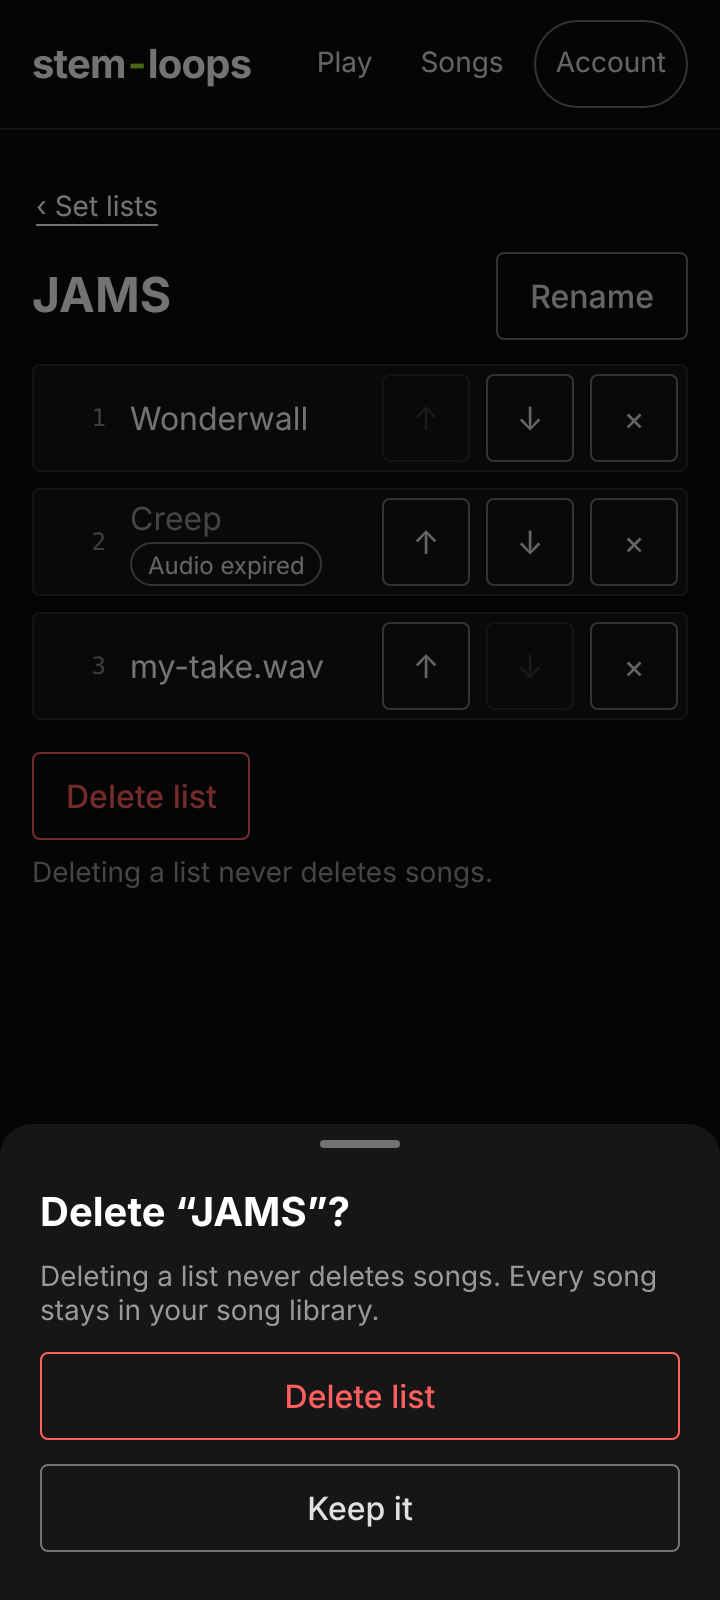 stem-loops Play Songs Account
‹ Set lists
JAMS Rename
1 Wonderwall ↑ ↓ ×
2 Creep Audio expired ↑ ↓ ×
3 my-take.wav ↑ ↓ ×
Delete list
Deleting a list never deletes songs.
Delete “JAMS”?
Deleting a list never deletes songs. Every song
stays in your song library.
Delete list
Keep it